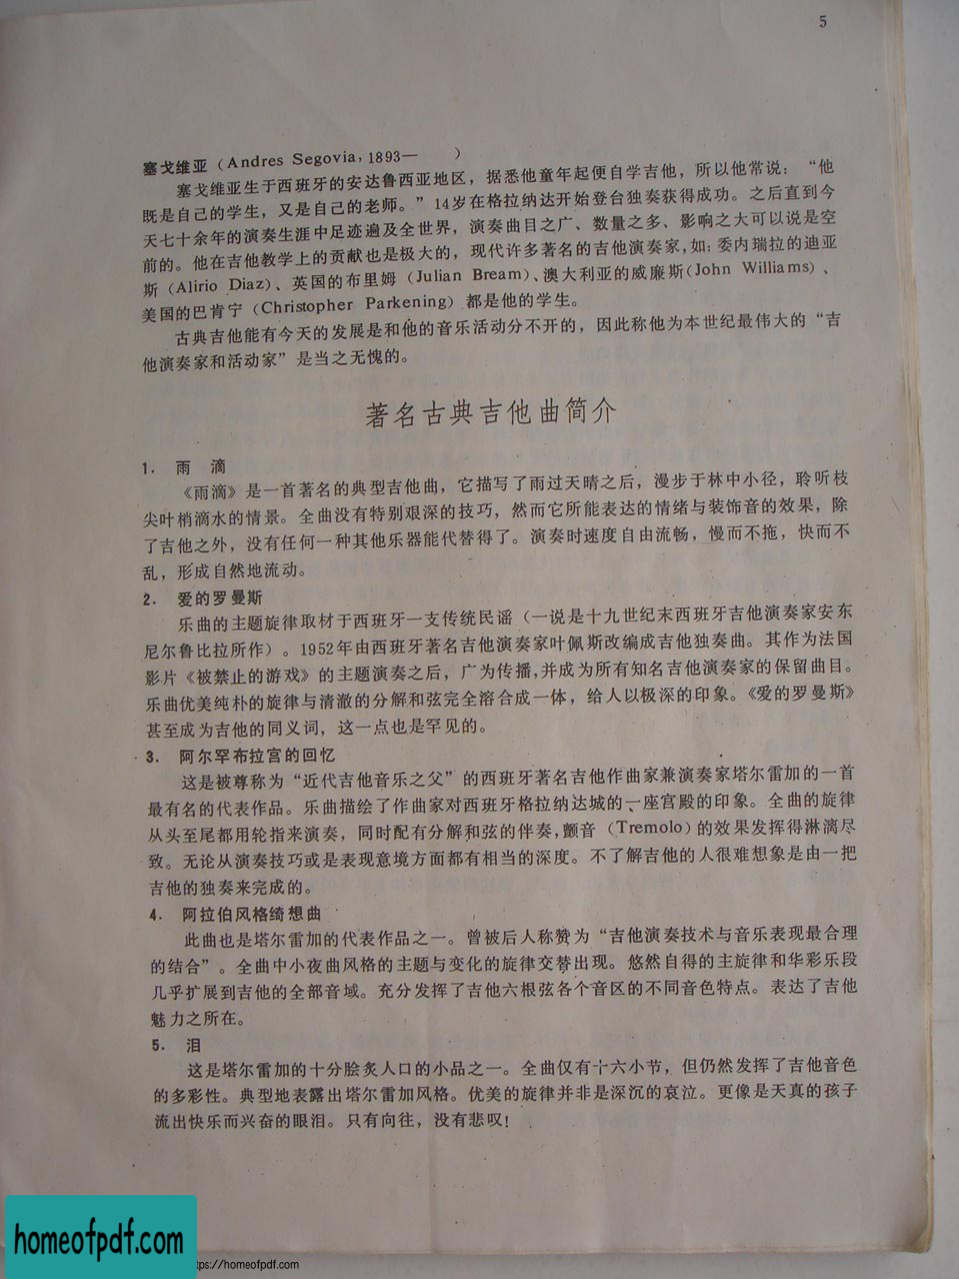 5
塞戈维亚（Andres Segovia, 1893— ）
塞戈维亚生于西班牙的安达鲁西亚地区，据悉他童年起便自学吉他，所以他常说：“他
既是自己的学生，又是自己的老师。”14岁在格拉纳达开始登台独奏获得成功。之后直到今
天七十余年的演奏生涯中足迹遍及全世界，演奏曲目之广、数量之多、影响之大可以说是空
前的。他在吉他教学上的贡献也是极大的，现代许多著名的吉他演奏家,如：委内瑞拉的迪亚
斯（Alirio Diaz）、英国的布里姆（Julian Bream）、澳大利亚的威廉斯(John Williams）、
美国的巴肯宁（Christopher Parkening）都是他的学生。
古典吉他能有今天的发展是和他的音乐活动分不开的，因此称他为本世纪最伟大的“吉
他演奏家和活动家”是当之无愧的。
著名古典吉他曲简介
1. 雨 滴
《雨滴》是一首著名的典型吉他曲，它描写了雨过天晴之后，漫步于林中小径，聆听枝
尖叶梢滴水的情景。全曲没有特别艰深的技巧，然而它所能表达的情绪与装饰音的效果，除
了吉他之外，没有任何一种其他乐器能代替得了。演奏时速度自由流畅，慢而不拖，快而不
乱，形成自然地流动。
2. 爱的罗曼斯
乐曲的主题旋律取材于西班牙一支传统民谣（一说是十九世纪末西班牙吉他演奏家安东
尼尔鲁比拉所作）。1952年由西班牙著名吉他演奏家叶佩斯改编成吉他独奏曲。其作为法国
影片《被禁止的游戏》的主题演奏之后，广为传播,并成为所有知名吉他演奏家的保留曲目。
乐曲优美纯朴的旋律与清澈的分解和弦完全溶合成一体，给人以极深的印象。《爱的罗曼斯》
甚至成为吉他的同义词，这一点也是罕见的。
3. 阿尔罕布拉宫的回忆
这是被尊称为“近代吉他音乐之父”的西班牙著名吉他作曲家兼演奏家塔尔雷加的一首
最有名的代表作品。乐曲描绘了作曲家对西班牙格拉纳达城的一座宫殿的印象。全曲的旋律
从头至尾都用轮指来演奏，同时配有分解和弦的伴奏,颤音（Tremolo）的效果发挥得淋漓尽
致。无论从演奏技巧或是表现意境方面都有相当的深度。不了解吉他的人很难想象是由一把
吉他的独奏来完成的。
4. 阿拉伯风格绮想曲
此曲也是塔尔雷加的代表作品之一。曾被后人称赞为“吉他演奏技术与音乐表现最合理
的结合”。全曲中小夜曲风格的主题与变化的旋律交替出现。悠然自得的主旋律和华彩乐段
几乎扩展到吉他的全部音域。充分发挥了吉他六根弦各个音区的不同音色特点。表达了吉他
魅力之所在。
5. 泪
这是塔尔雷加的十分脍炙人口的小品之一。全曲仅有十六小节，但仍然发挥了吉他音色
的多彩性。典型地表露出塔尔雷加风格。优美的旋律并非是深沉的哀泣。更像是天真的孩子
流出快乐而兴奋的眼泪。只有向往，没有悲叹！
homeofpdf.com
ttps://homeofpdf.com